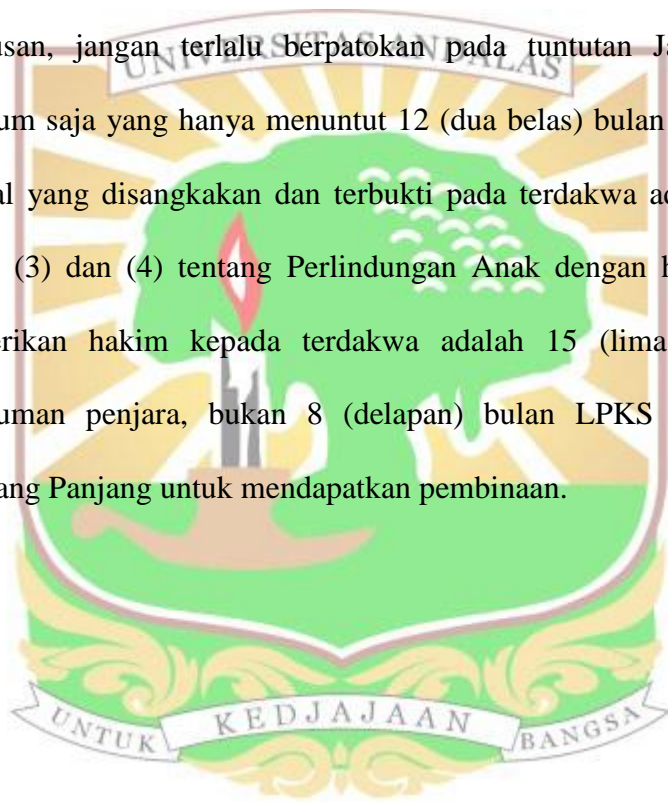 UNIVERSITAS ANDALAS
usan, jangan terlalu berpatokan pada tuntutan Ja
um saja yang hanya menuntut 12 (dua belas) bulan
al yang disangkakan dan terbukti pada terdakwa ad
(3) dan (4) tentang Perlindungan Anak dengan h
erikan hakim kepada terdakwa adalah 15 (lima
uman penjara, bukan 8 (delapan) bulan LPKS
ang Panjang untuk mendapatkan pembinaan.
UNTUK KEDJAJAAN BANGSA